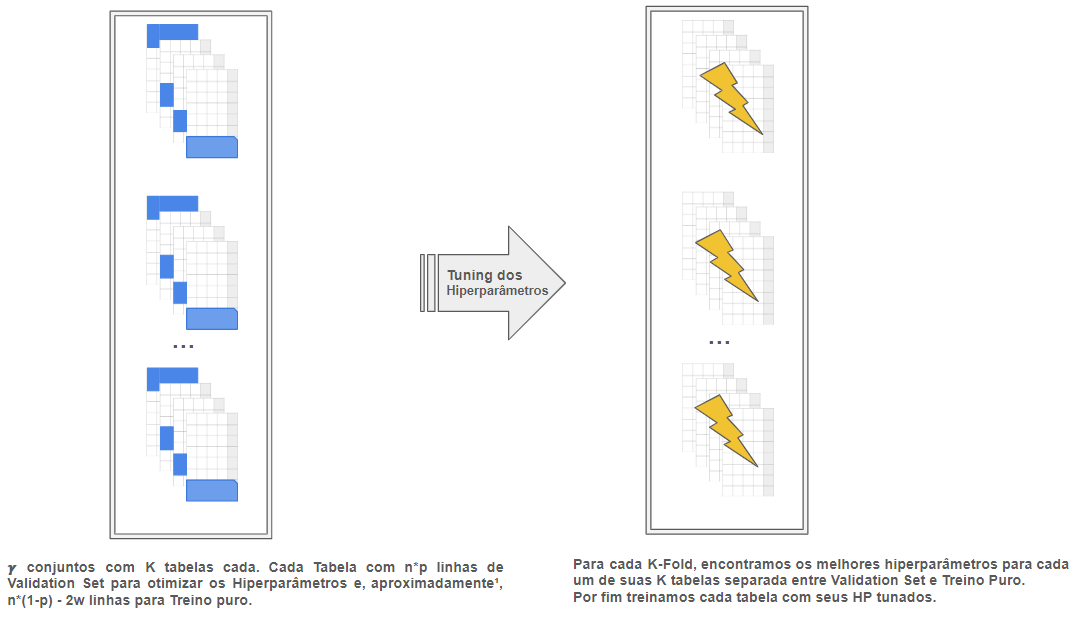 ...
Tuning dos
Hiperparâmetros
...
γ conjuntos com K tabelas cada. Cada Tabela com n*p linhas de
Validation Set para otimizar os Hiperparâmetros e, aproximadamente¹,
n*(1-p) - 2w linhas para Treino puro.
Para cada K-Fold, encontramos os melhores hiperparâmetros para cada
um de suas K tabelas separada entre Validation Set e Treino Puro.
Por fim treinamos cada tabela com seus HP tunados.